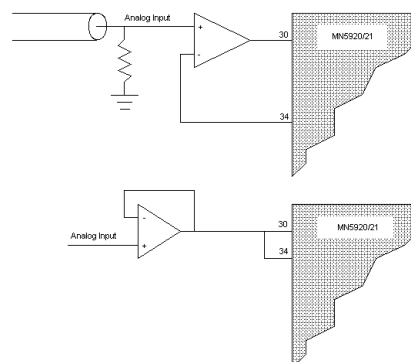 Analog Input
+
-
30
MN5920/21
34
-
Analog Input
+
30
MN5920/21
34